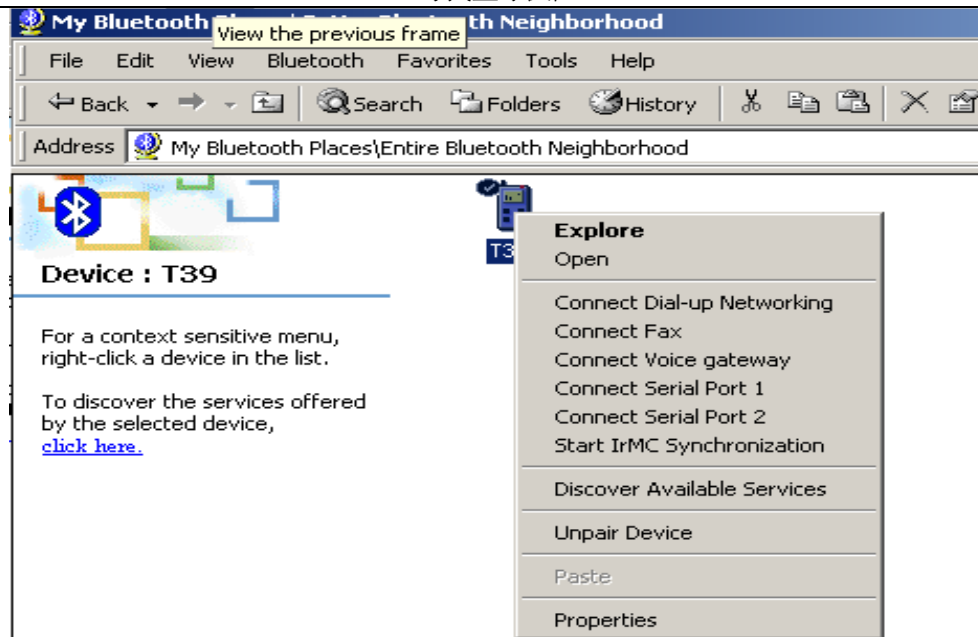 My Bluetooth
View the previous frame
th Neighborhood
File Edit View Bluetooth Favorites Tools Help
Back Search Folders History
Address My Bluetooth Places\Entire Bluetooth Neighborhood
T3
Device : T39
For a context sensitive menu,
right-click a device in the list.
To discover the services offered
by the selected device,
click here.
Explore
Open
Connect Dial-up Networking
Connect Fax
Connect Voice gateway
Connect Serial Port 1
Connect Serial Port 2
Start IrMC Synchronization
Discover Available Services
Unpair Device
Paste
Properties